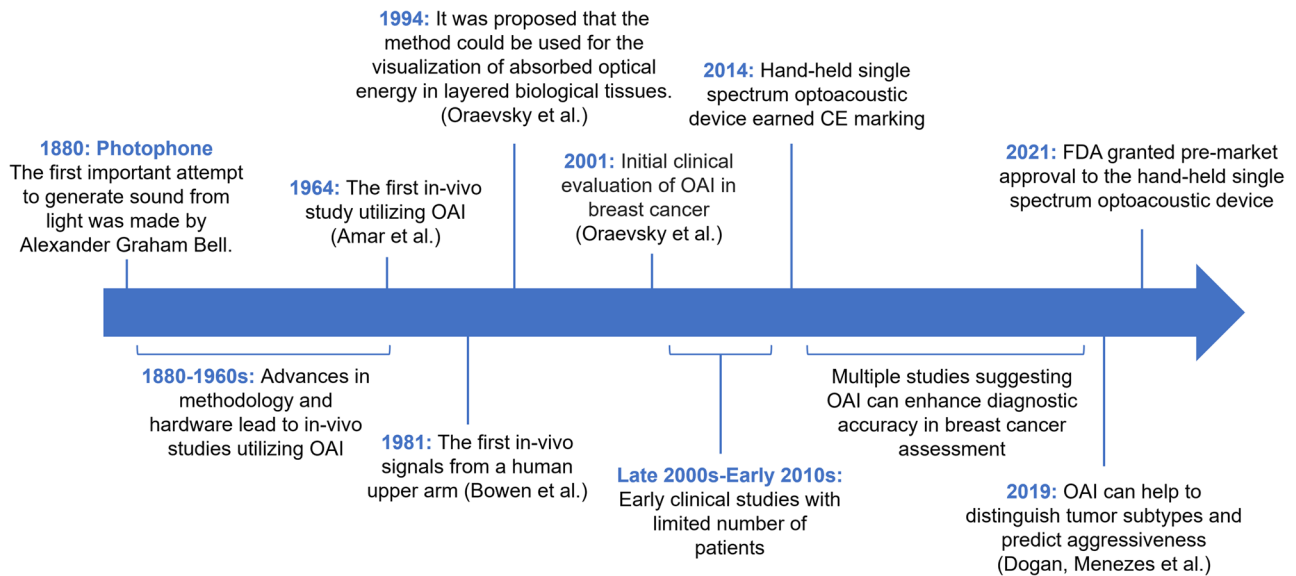 1880: Photophone
The first important attempt
to generate sound from
light was made by
Alexander Graham Bell.
1880-1960s: Advances in
methodology and
hardware lead to in-vivo
studies utilizing OAI
1964: The first in-vivo
study utilizing OAI
(Amar et al.)
1981: The first in-vivo
signals from a human
upper arm (Bowen et al.)
1994: It was proposed that the
method could be used for the
visualization of absorbed optical
energy in layered biological tissues.
(Oraevsky et al.)
2001: Initial clinical
evaluation of OAI in
breast cancer
(Oraevsky et al.)
Late 2000s-Early 2010s:
Early clinical studies with
limited number of
patients
2014: Hand-held single
spectrum optoacoustic
device earned CE marking
Multiple studies suggesting
OAI can enhance diagnostic
accuracy in breast cancer
assessment
2019: OAI can help to
distinguish tumor subtypes and
predict aggressiveness
(Dogan, Menezes et al.)
2021: FDA granted pre-market
approval to the hand-held single
spectrum optoacoustic device